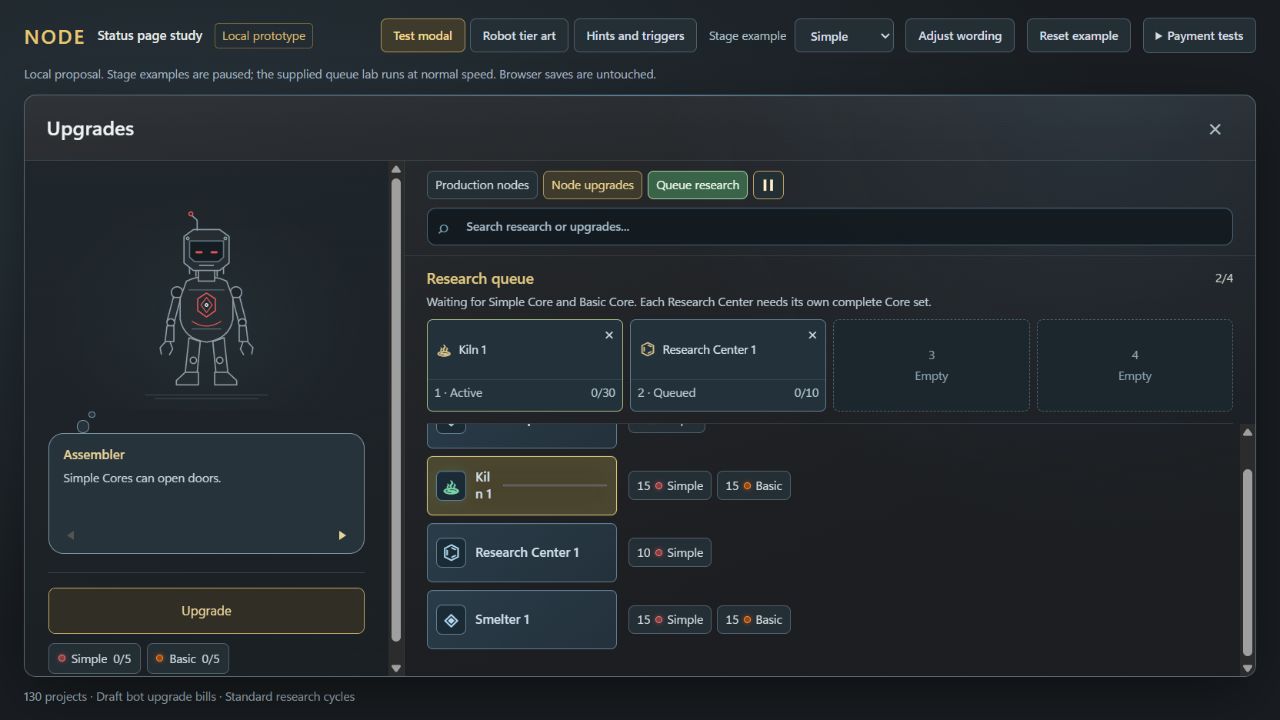 NODE Status page study Local prototype Test modal Robot tier art Hints and triggers Stage example Simple Adjust wording Reset example Payment tests
Local proposal. Stage examples are paused; the supplied queue lab runs at normal speed. Browser saves are untouched.
Upgrades
Production nodes Node upgrades Queue research
Search research or upgrades...
Research queue 2/4
Waiting for Simple Core and Basic Core. Each Research Center needs its own complete Core set.
Kiln 1
1 · Active 0/30
Research Center 1
2 · Queued 0/10
3
Empty
4
Empty
Kil
n 1
15 Simple 15 Basic
Research Center 1 10 Simple
Smelter 1 15 Simple 15 Basic
Assembler
Simple Cores can open doors.
Upgrade
Simple 0/5 Basic 0/5
130 projects · Draft bot upgrade bills · Standard research cycles